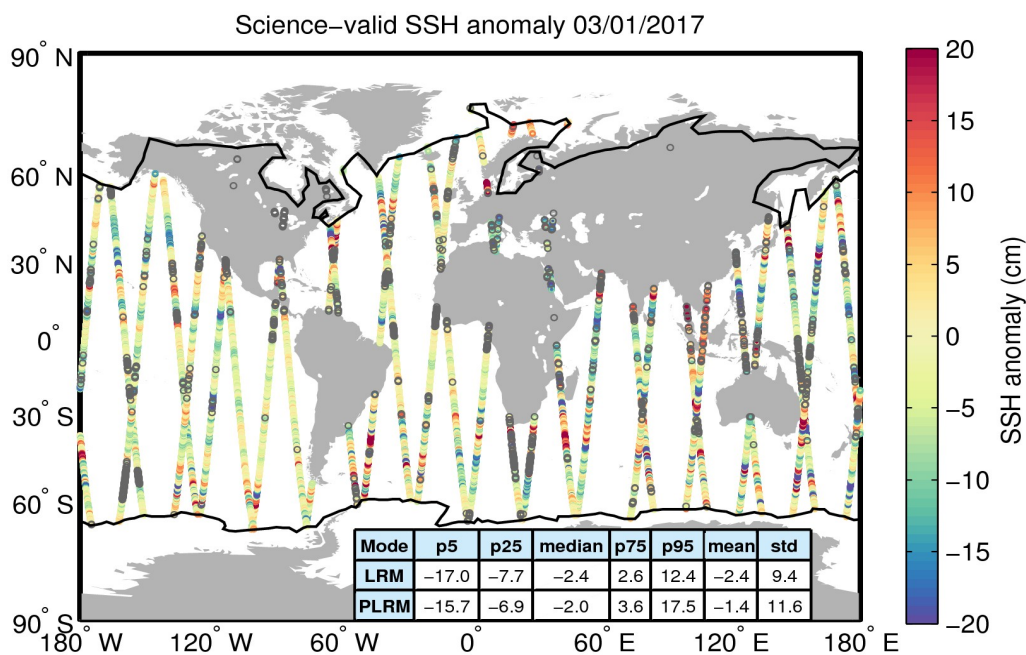 Science−valid SSH anomaly 03/01/2017
90° N
60° N
30° N
0°
30° S
60° S
90° S
180° W
120° W
60° W
0°
60° E
120° E
180° E
Mode p5 p25 median p75 p95 mean std
LRM −17.0 −7.7 −2.4 2.6 12.4 −2.4 9.4
PLRM −15.7 −6.9 −2.0 3.6 17.5 −1.4 11.6
20
15
10
5
0
−5
−10
−15
−20
SSH anomaly (cm)